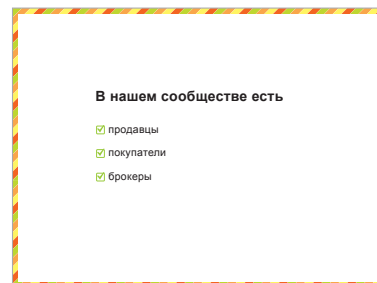 В нашем сообществе есть
продавцы
покупатели
брокеры